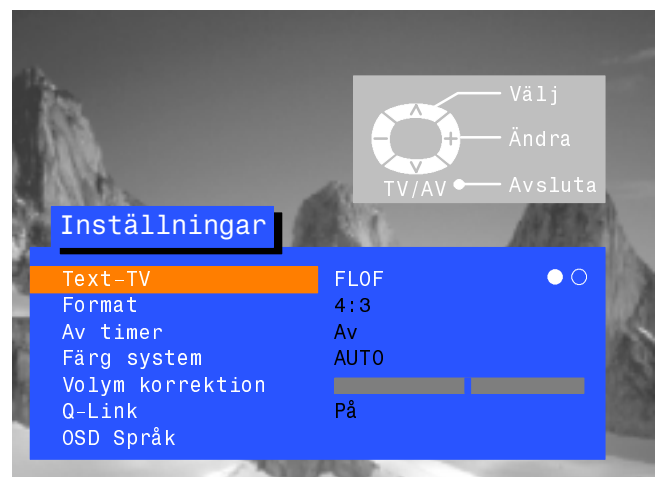 Välj
Ändra
TV/AV Avsluta
Inställningar
Text-TV FLOF
Format 4:3
Av timer Av
Färg system AUTO
Volym korrektion
Q-Link På
OSD Språk